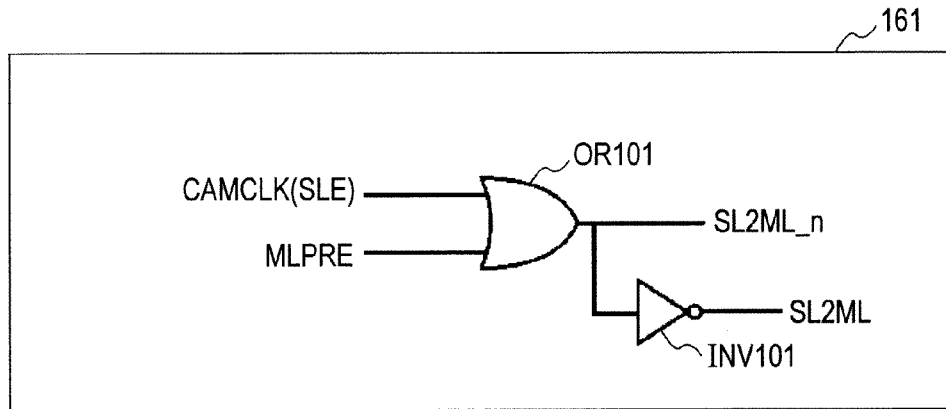 161
OR101
CAMCLK(SLE)
SL2ML_n
MLPRE
SL2ML
INV101